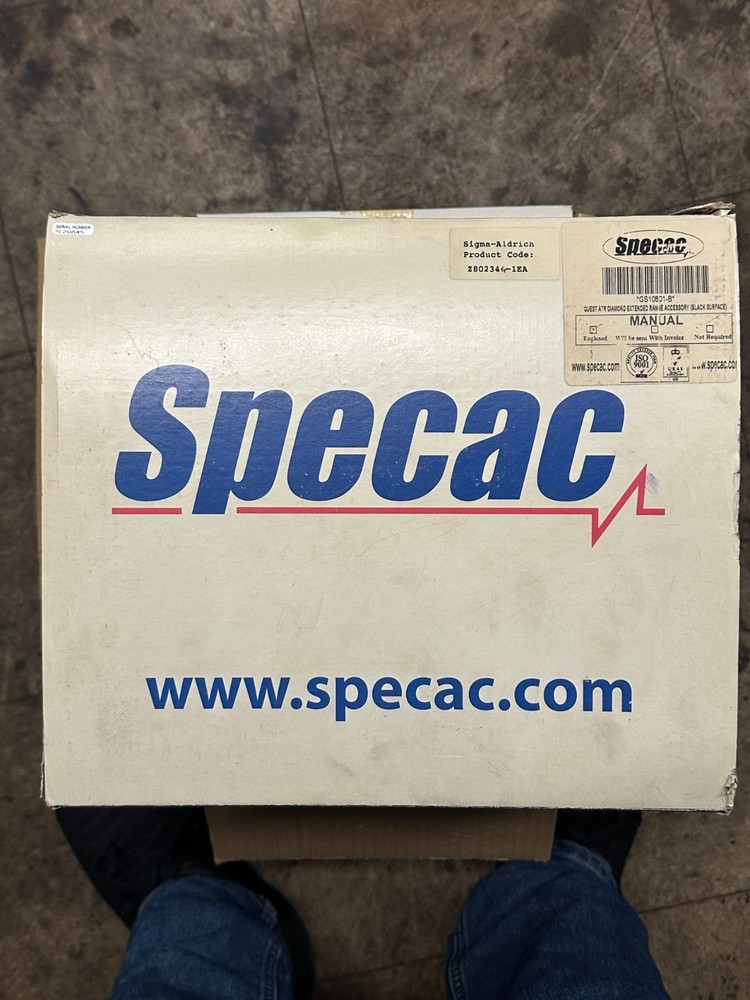 SERIAL NUMBER
Sigma-Aldrich
Product Code:
Z802344-1EA
Specac
*GS10801-B*
QUEST ATR DIAMOND EXTENDED RANGE ACCESSORY (BLACK SURFACE)
MANUAL
Enclosed Will be sent With Invoice Not Required
www.specac.com
ISO
9001
UKAS
www.specac.com
Specac
www.specac.com